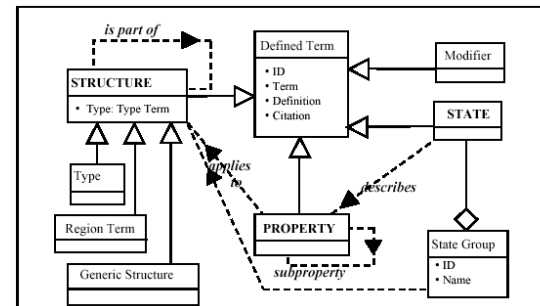 is part of
Defined Term
• ID
• Term
• Definition
• Citation
Modifier
STRUCTURE
• Type: Type Term
STATE
applies
to
describes
Type
Region Term
Generic Structure
PROPERTY
subproperty
State Group
• ID
• Name